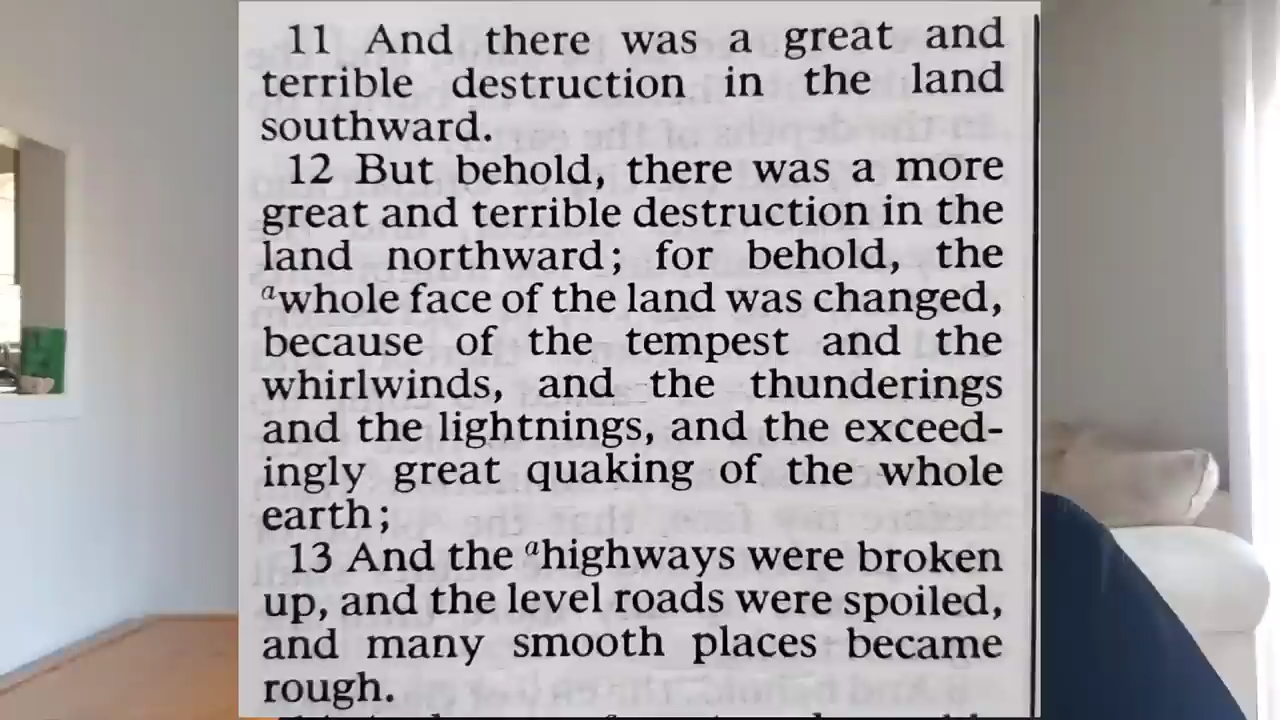 11 And there was a great and
terrible destruction in the land
southward.
12 But behold, there was a more
great and terrible destruction in the
land northward; for behold, the
awhole face of the land was changed,
because of the tempest and the
whirlwinds, and the thunderings
and the lightnings, and the exceed-
ingly great quaking of the whole
earth;
13 And the ahighways were broken
up, and the level roads were spoiled,
and many smooth places became
rough.